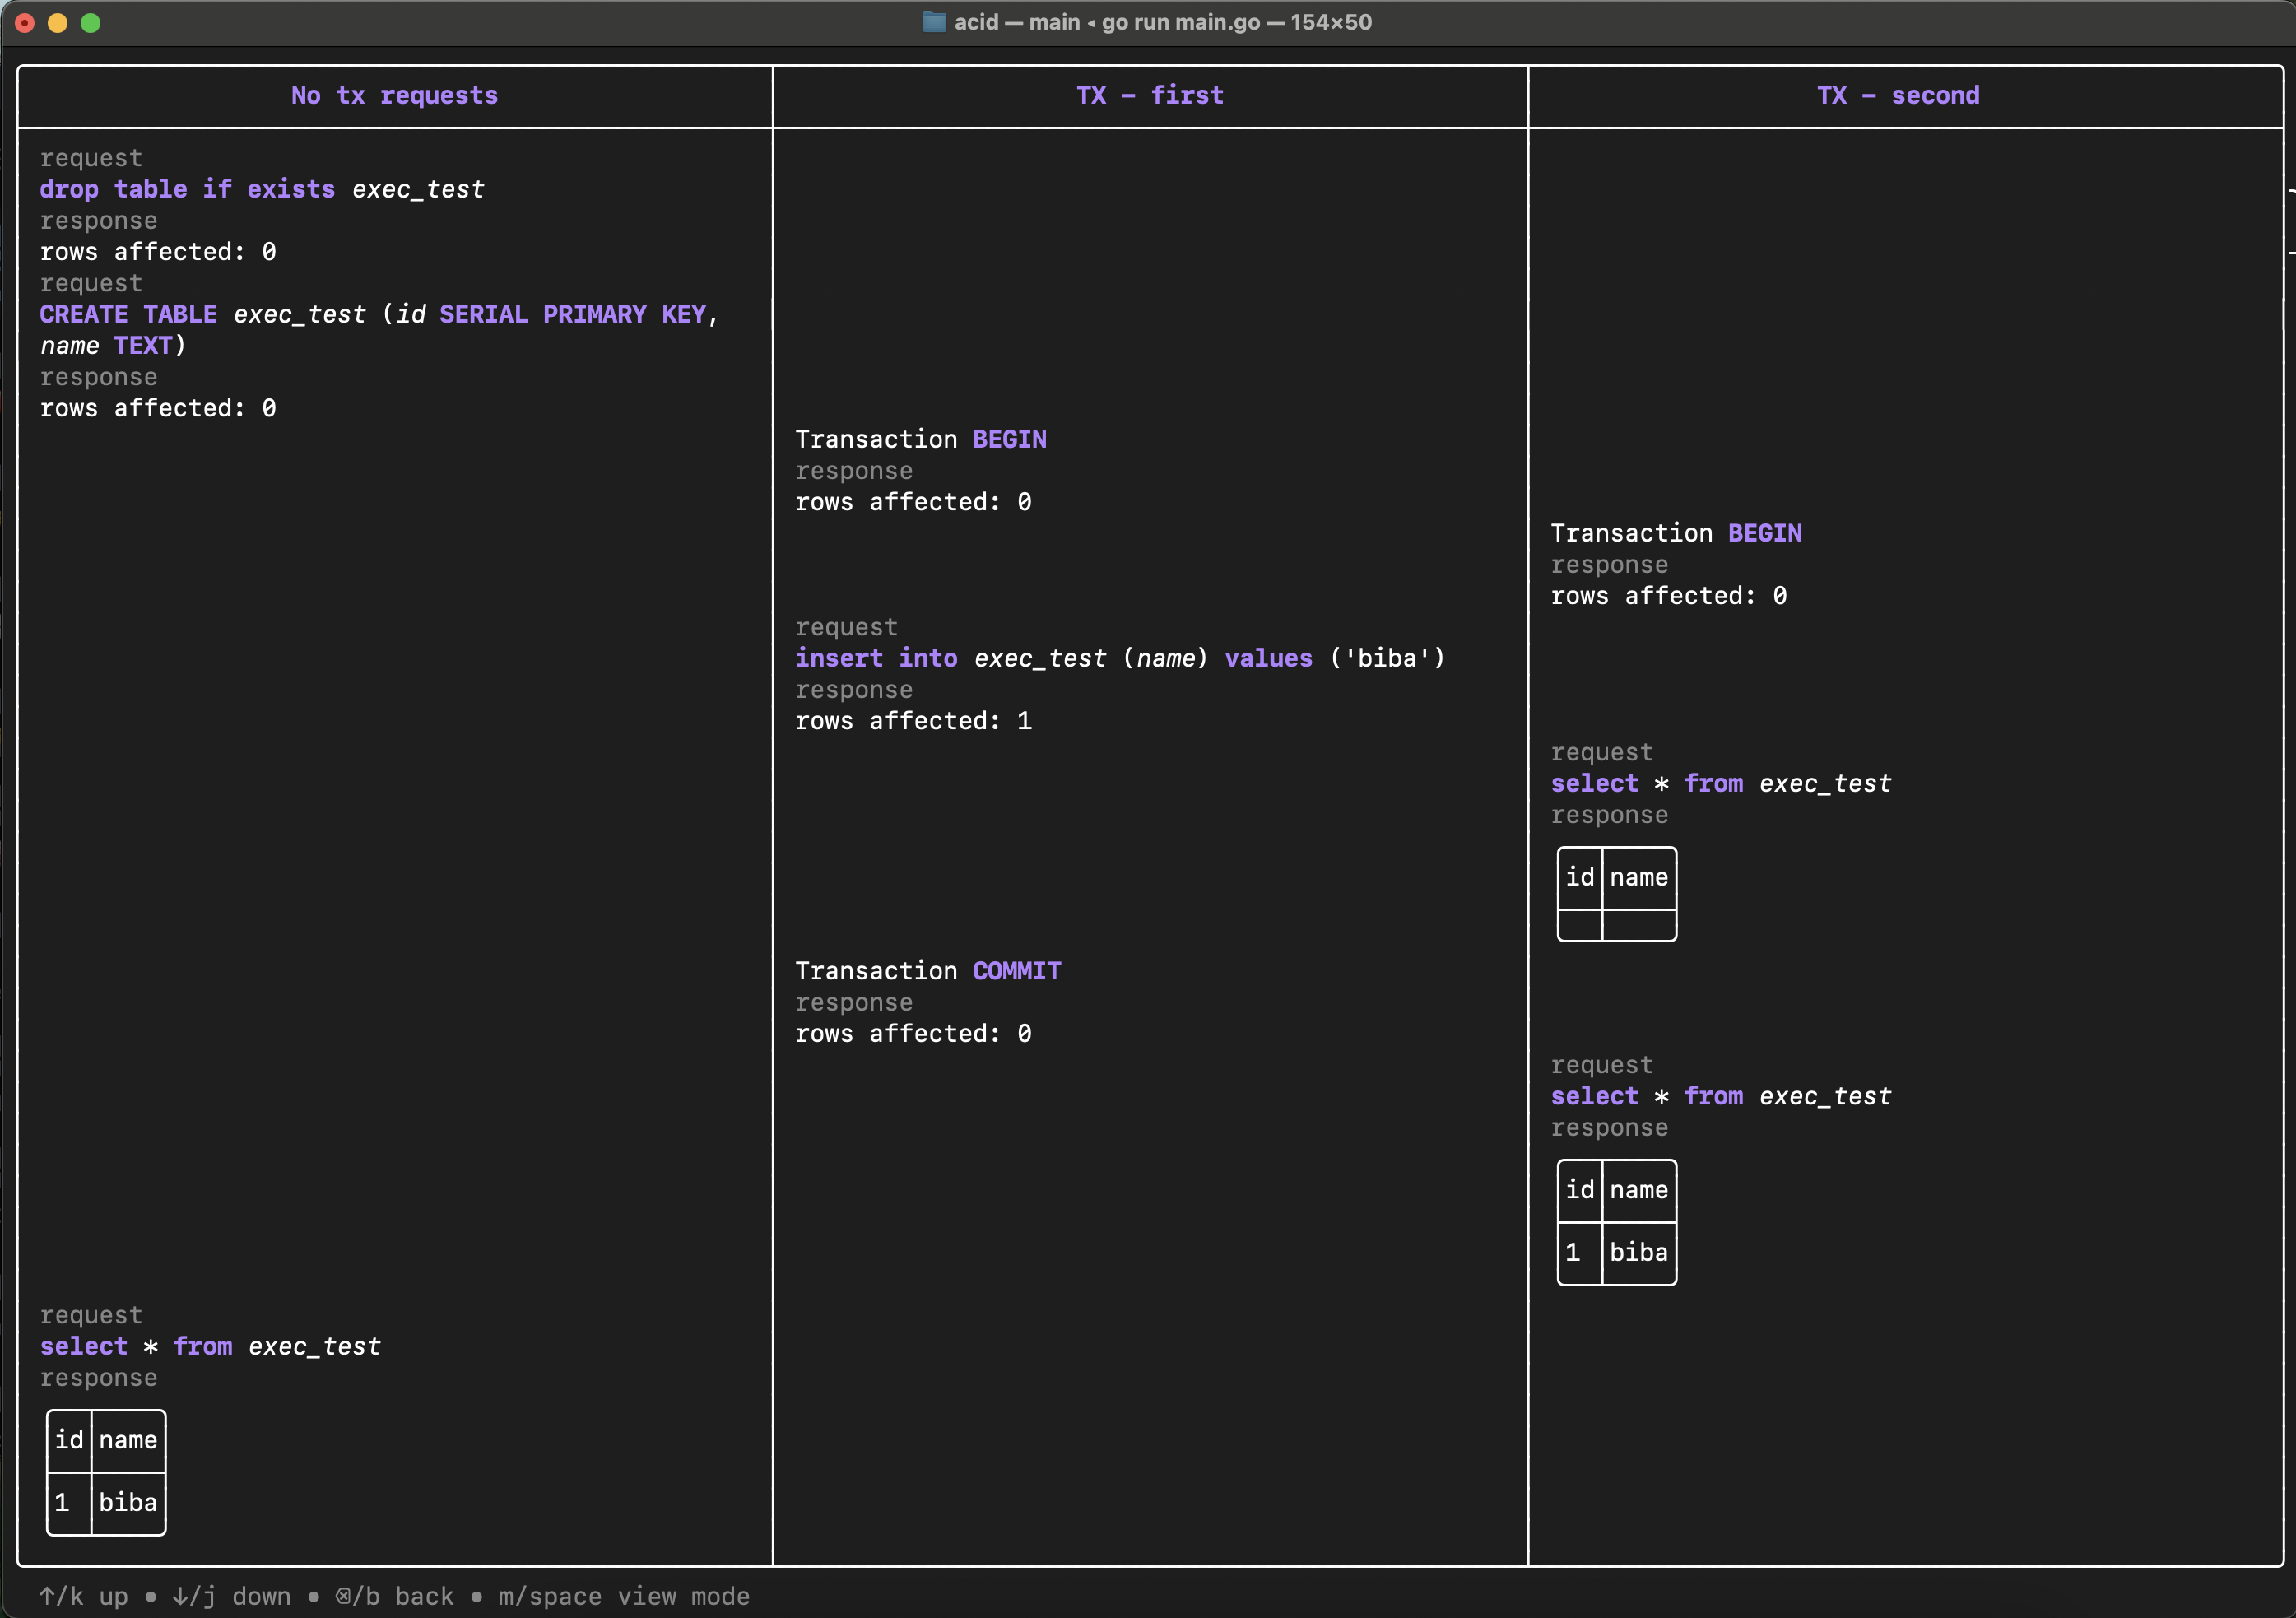 acid — main ◂ go run main.go — 154×50
No tx requests
TX – first
TX – second
request
drop table if exists exec_test
response
rows affected: 0
request
CREATE TABLE exec_test (id SERIAL PRIMARY KEY,
name TEXT)
response
rows affected: 0
Transaction BEGIN
response
rows affected: 0
Transaction BEGIN
response
rows affected: 0
request
insert into exec_test (name) values ('biba')
response
rows affected: 1
request
select * from exec_test
response
id name
Transaction COMMIT
response
rows affected: 0
request
select * from exec_test
response
id name
1 biba
request
select * from exec_test
response
id name
1 biba
↑/k up • ↓/j down • ⌫/b back • m/space view mode